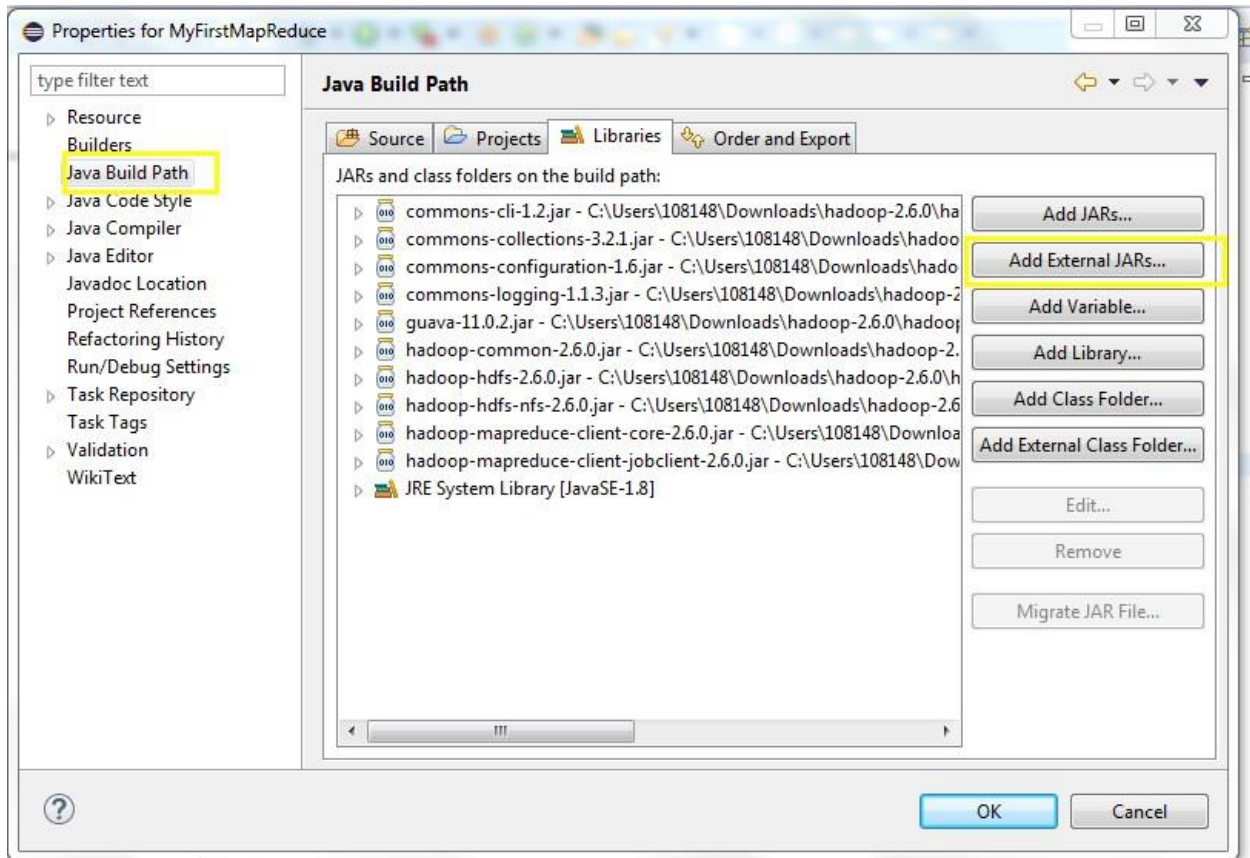 Properties for MyFirstMapReduce
type filter text
Resource
Builders
Java Build Path
Java Code Style
Java Compiler
Java Editor
Javadoc Location
Project References
Refactoring History
Run/Debug Settings
Task Repository
Task Tags
Validation
WikiText
Java Build Path
Source Projects Libraries Order and Export
JARs and class folders on the build path:
commons-cli-1.2.jar - C:\Users\108148\Downloads\hadoop-2.6.0\ha
commons-collections-3.2.1.jar - C:\Users\108148\Downloads\hadoo
commons-configuration-1.6.jar - C:\Users\108148\Downloads\hado
commons-logging-1.1.3.jar - C:\Users\108148\Downloads\hadoop-2
guava-11.0.2.jar - C:\Users\108148\Downloads\hadoop-2.6.0\hadoop
hadoop-common-2.6.0.jar - C:\Users\108148\Downloads\hadoop-2.
hadoop-hdfs-2.6.0.jar - C:\Users\108148\Downloads\hadoop-2.6.0\h
hadoop-hdfs-nfs-2.6.0.jar - C:\Users\108148\Downloads\hadoop-2.6
hadoop-mapreduce-client-core-2.6.0.jar - C:\Users\108148\Downloa
hadoop-mapreduce-client-jobclient-2.6.0.jar - C:\Users\108148\Dow
JRE System Library [JavaSE-1.8]
Add JARs...
Add External JARs...
Add Variable...
Add Library...
Add Class Folder...
Add External Class Folder...
Edit...
Remove
Migrate JAR File...
OK
Cancel